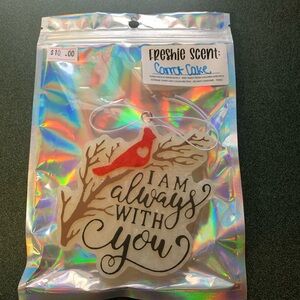 $10.00
Freshie Scent:
Carrot Cake
I AM
always
WITH
you